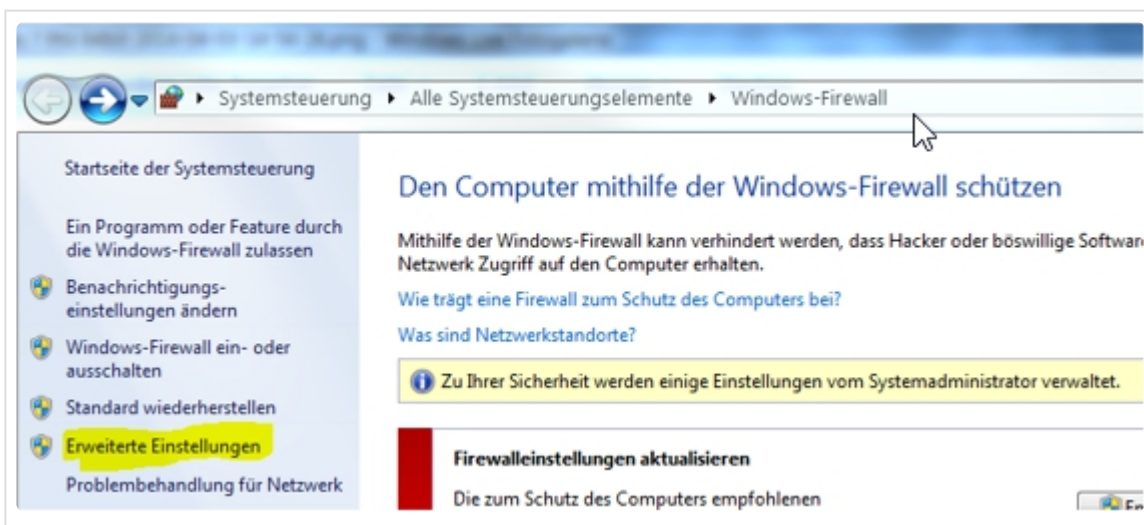 Systemsteuerung ▸ Alle Systemsteuerungselemente ▸ Windows-Firewall
Startseite der Systemsteuerung
Ein Programm oder Feature durch
die Windows-Firewall zulassen
Benachrichtigungs-
einstellungen ändern
Windows-Firewall ein- oder
ausschalten
Standard wiederherstellen
Erweiterte Einstellungen
Problembehandlung für Netzwerk
Den Computer mithilfe der Windows-Firewall schützen
Mithilfe der Windows-Firewall kann verhindert werden, dass Hacker oder böswillige Softwar
Netzwerk Zugriff auf den Computer erhalten.
Wie trägt eine Firewall zum Schutz des Computers bei?
Was sind Netzwerkstandorte?
Zu Ihrer Sicherheit werden einige Einstellungen vom Systemadministrator verwaltet.
Firewalleinstellungen aktualisieren
Die zum Schutz des Computers empfohlenen